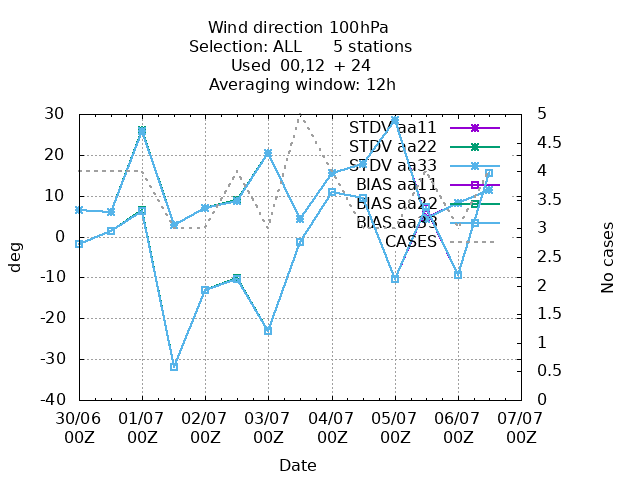 Wind direction 100hPa
Selection: ALL 5 stations
Used 00,12 + 24
Averaging window: 12h
30
20
10
0
-10
-20
-30
-40
deg
5
4.5
4
3.5
3
2.5
2
1.5
1
0.5
0
No cases
STDV aa11
STDV aa22
STDV aa33
BIAS aa11
BIAS aa22
BIAS aa33
CASES
30/06 01/07 02/07 03/07 04/07 05/07 06/07 07/07
00Z 00Z 00Z 00Z 00Z 00Z 00Z 00Z
Date